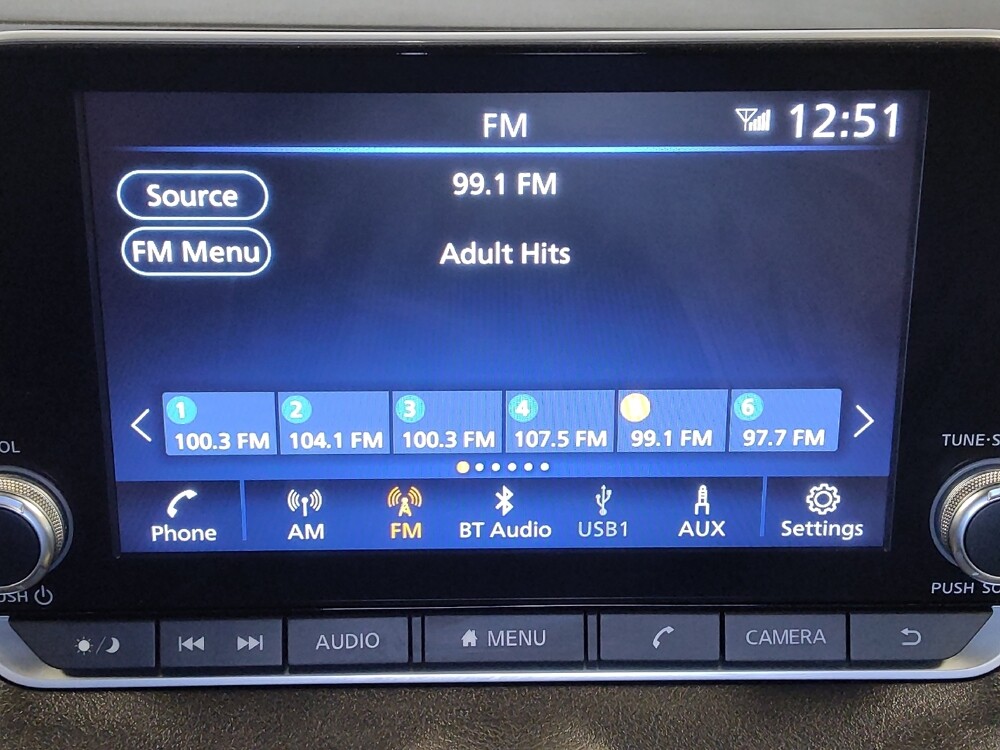 FM
12:51
Source
99.1 FM
FM Menu
Adult Hits
1 2 3 4 6
100.3 FM 104.1 FM 100.3 FM 107.5 FM 99.1 FM 97.7 FM
OL
TUNE·S
Phone AM FM BT Audio USB1 AUX Settings
USH
PUSH SO
AUDIO MENU CAMERA